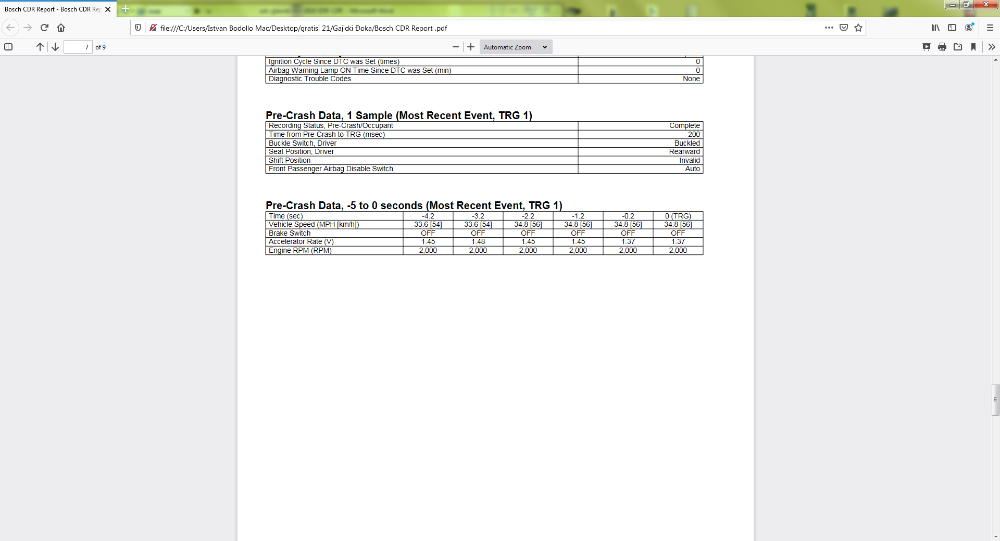 Bosch CDR Report - Bosch CDR Rep
file:///C:/Users/Istvan Bodollo Mac/Desktop/gratisi 21/Gajicki Đoka/Bosch CDR Report .pdf
7 of 9
Automatic Zoom
Ignition Cycle Since DTC was Set (times) 0
Airbag Warning Lamp ON Time Since DTC was Set (min) 0
Diagnostic Trouble Codes None
Pre-Crash Data, 1 Sample (Most Recent Event, TRG 1)
Recording Status, Pre-Crash/Occupant Complete
Time from Pre-Crash to TRG (msec) 200
Buckle Switch, Driver Buckled
Seat Position, Driver Rearward
Shift Position Invalid
Front Passenger Airbag Disable Switch Auto
Pre-Crash Data, -5 to 0 seconds (Most Recent Event, TRG 1)
Time (sec) -4.2 -3.2 -2.2 -1.2 -0.2 0 (TRG)
Vehicle Speed (MPH [km/h]) 33.6 [54] 33.6 [54] 34.8 [56] 34.8 [56] 34.8 [56] 34.8 [56]
Brake Switch OFF OFF OFF OFF OFF OFF
Accelerator Rate (V) 1.45 1.48 1.45 1.45 1.37 1.37
Engine RPM (RPM) 2,000 2,000 2,000 2,000 2,000 2,000